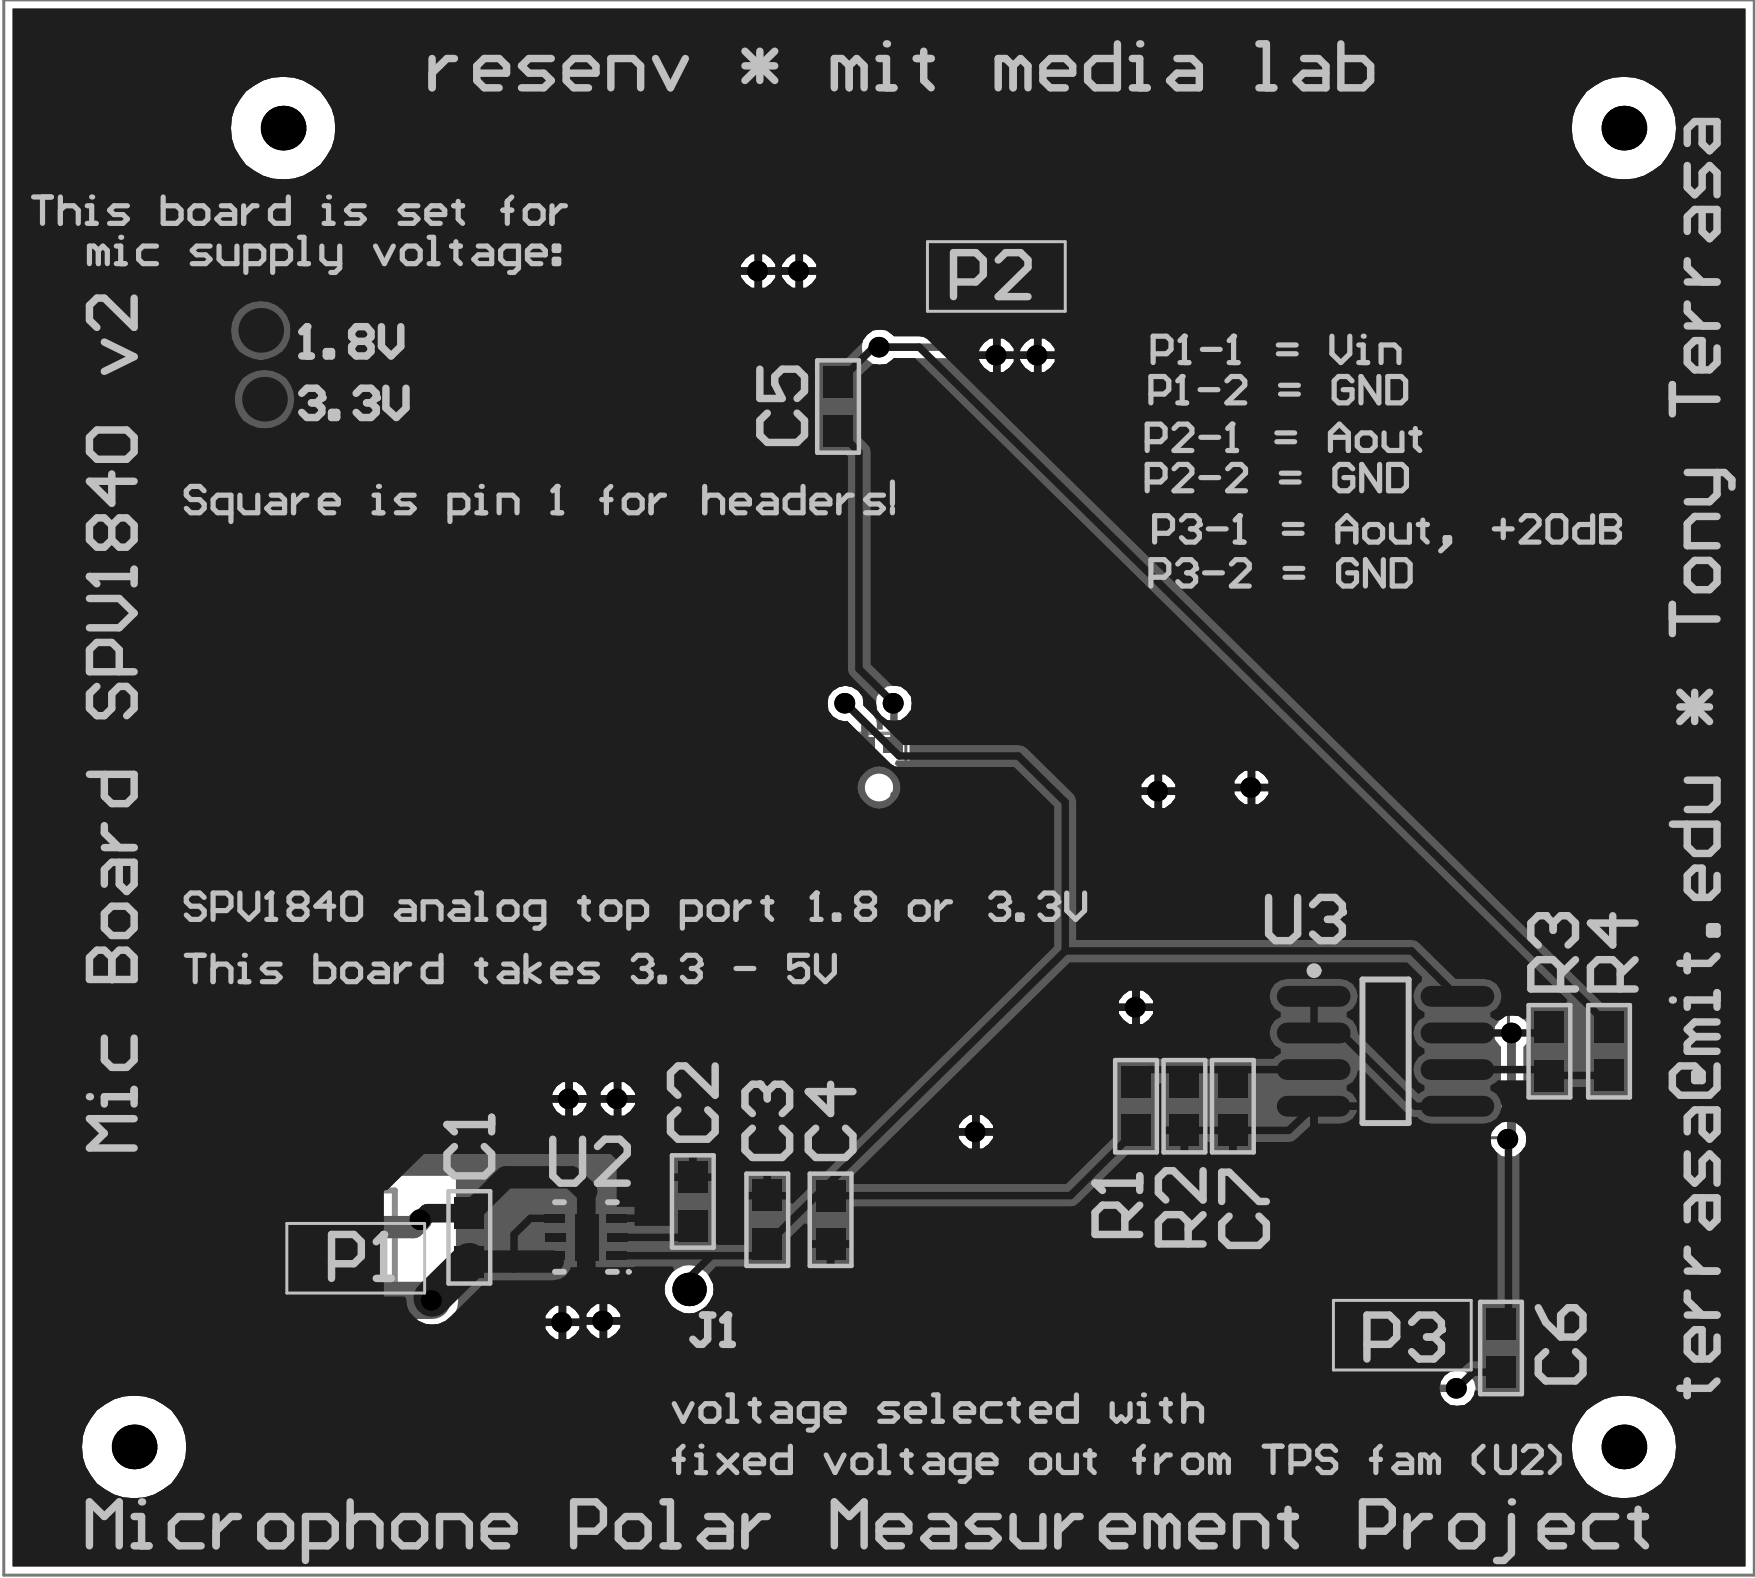 resenv * mit media lab
This board is set for
mic supply voltage:
1.8V
3.3V
P2
C5
P1-1 = Vin
P1-2 = GND
P2-1 = Aout
P2-2 = GND
P3-1 = Aout, +20dB
P3-2 = GND
Square is pin 1 for headers!
Mic Board SPV1840 v2
terrasa@mit.edu * Tony Terrasa
SPV1840 analog top port 1.8 or 3.3V
This board takes 3.3 - 5V
U3
R3
R4
C1
U2
C2
C3
C4
R1
R2
C7
P1
J1
P3
C6
voltage selected with
fixed voltage out from TPS fam (U2)
Microphone Polar Measurement Project